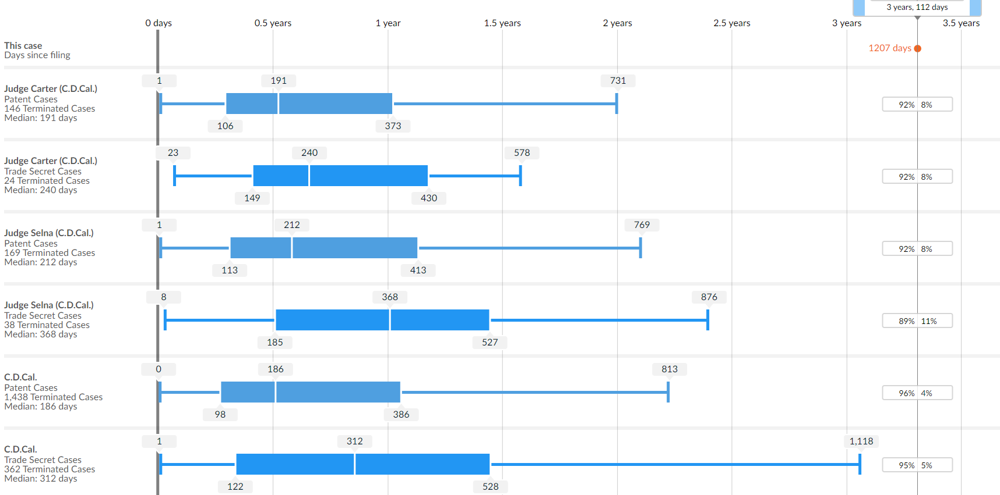 3 years, 112 days
0 days 0.5 years 1 year 1.5 years 2 years 2.5 years 3 years 3.5 years
This case
Days since filing
1207 days
1 191 731
Judge Carter (C.D.Cal.)
Patent Cases
146 Terminated Cases
Median: 191 days
92% 8%
106 373
23 240 578
Judge Carter (C.D.Cal.)
Trade Secret Cases
24 Terminated Cases
Median: 240 days
92% 8%
149 430
1 212 769
Judge Selna (C.D.Cal.)
Patent Cases
169 Terminated Cases
Median: 212 days
92% 8%
113 413
8 368 876
Judge Selna (C.D.Cal.)
Trade Secret Cases
38 Terminated Cases
Median: 368 days
89% 11%
185 527
0 186 813
C.D.Cal.
Patent Cases
1,438 Terminated Cases
Median: 186 days
96% 4%
98 386
1 312 1,118
C.D.Cal.
Trade Secret Cases
362 Terminated Cases
Median: 312 days
95% 5%
122 528